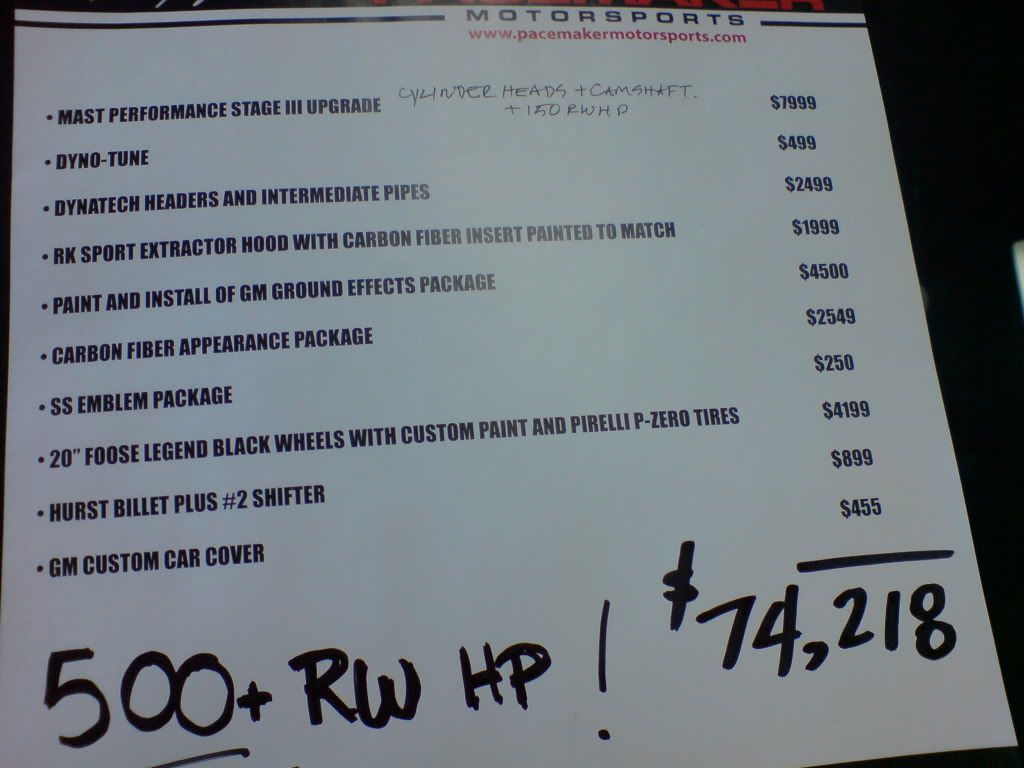 MOTORSPORTS
www.pacemakermotorsports.com
• MAST PERFORMANCE STAGE III UPGRADE CYLINDER HEADS + CAMSHAFT. $7999
+ 150 RWHP
• DYNO-TUNE $499
• DYNATECH HEADERS AND INTERMEDIATE PIPES $2499
• RK SPORT EXTRACTOR HOOD WITH CARBON FIBER INSERT PAINTED TO MATCH $1999
• PAINT AND INSTALL OF GM GROUND EFFECTS PACKAGE $4500
• CARBON FIBER APPEARANCE PACKAGE $2549
• SS EMBLEM PACKAGE $250
• 20” FOOSE LEGEND BLACK WHEELS WITH CUSTOM PAINT AND PIRELLI P-ZERO TIRES $4199
• HURST BILLET PLUS #2 SHIFTER $899
• GM CUSTOM CAR COVER $455
$74,218
500+ RW HP !